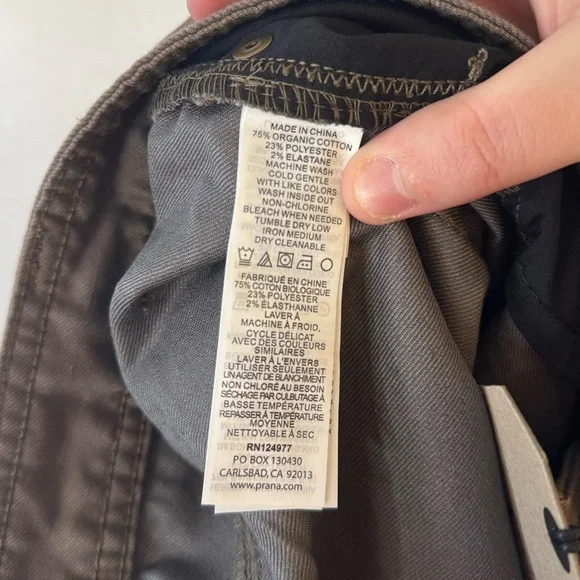 MADE IN CHINA
75% ORGANIC COTTON
23% POLYESTER
2% ELASTANE
MACHINE WASH
COLD GENTLE
WITH LIKE COLORS
WASH INSIDE OUT
NON-CHLORINE
BLEACH WHEN NEEDED
TUMBLE DRY LOW
IRON MEDIUM
DRY CLEANABLE
FABRIQUÉ EN CHINE
75% COTON BIOLOGIQUE
23% POLYESTER
2% ÉLASTHANNE
LAVER À
MACHINE À FROID,
CYCLE DÉLICAT
AVEC DES COULEURS
SIMILAIRES
LAVER À L'ENVERS
UTILISER SEULEMENT
UN AGENT DE BLANCHIMENT
NON CHLORÉ AU BESOIN
SÉCHAGE PAR CULBUTAGE À
BASSE TEMPÉRATURE
REPASSER À TEMPÉRATURE
MOYENNE
NETTOYABLE À SEC
RN124977
PO BOX 130430
CARLSBAD, CA 92013
www.prana.com